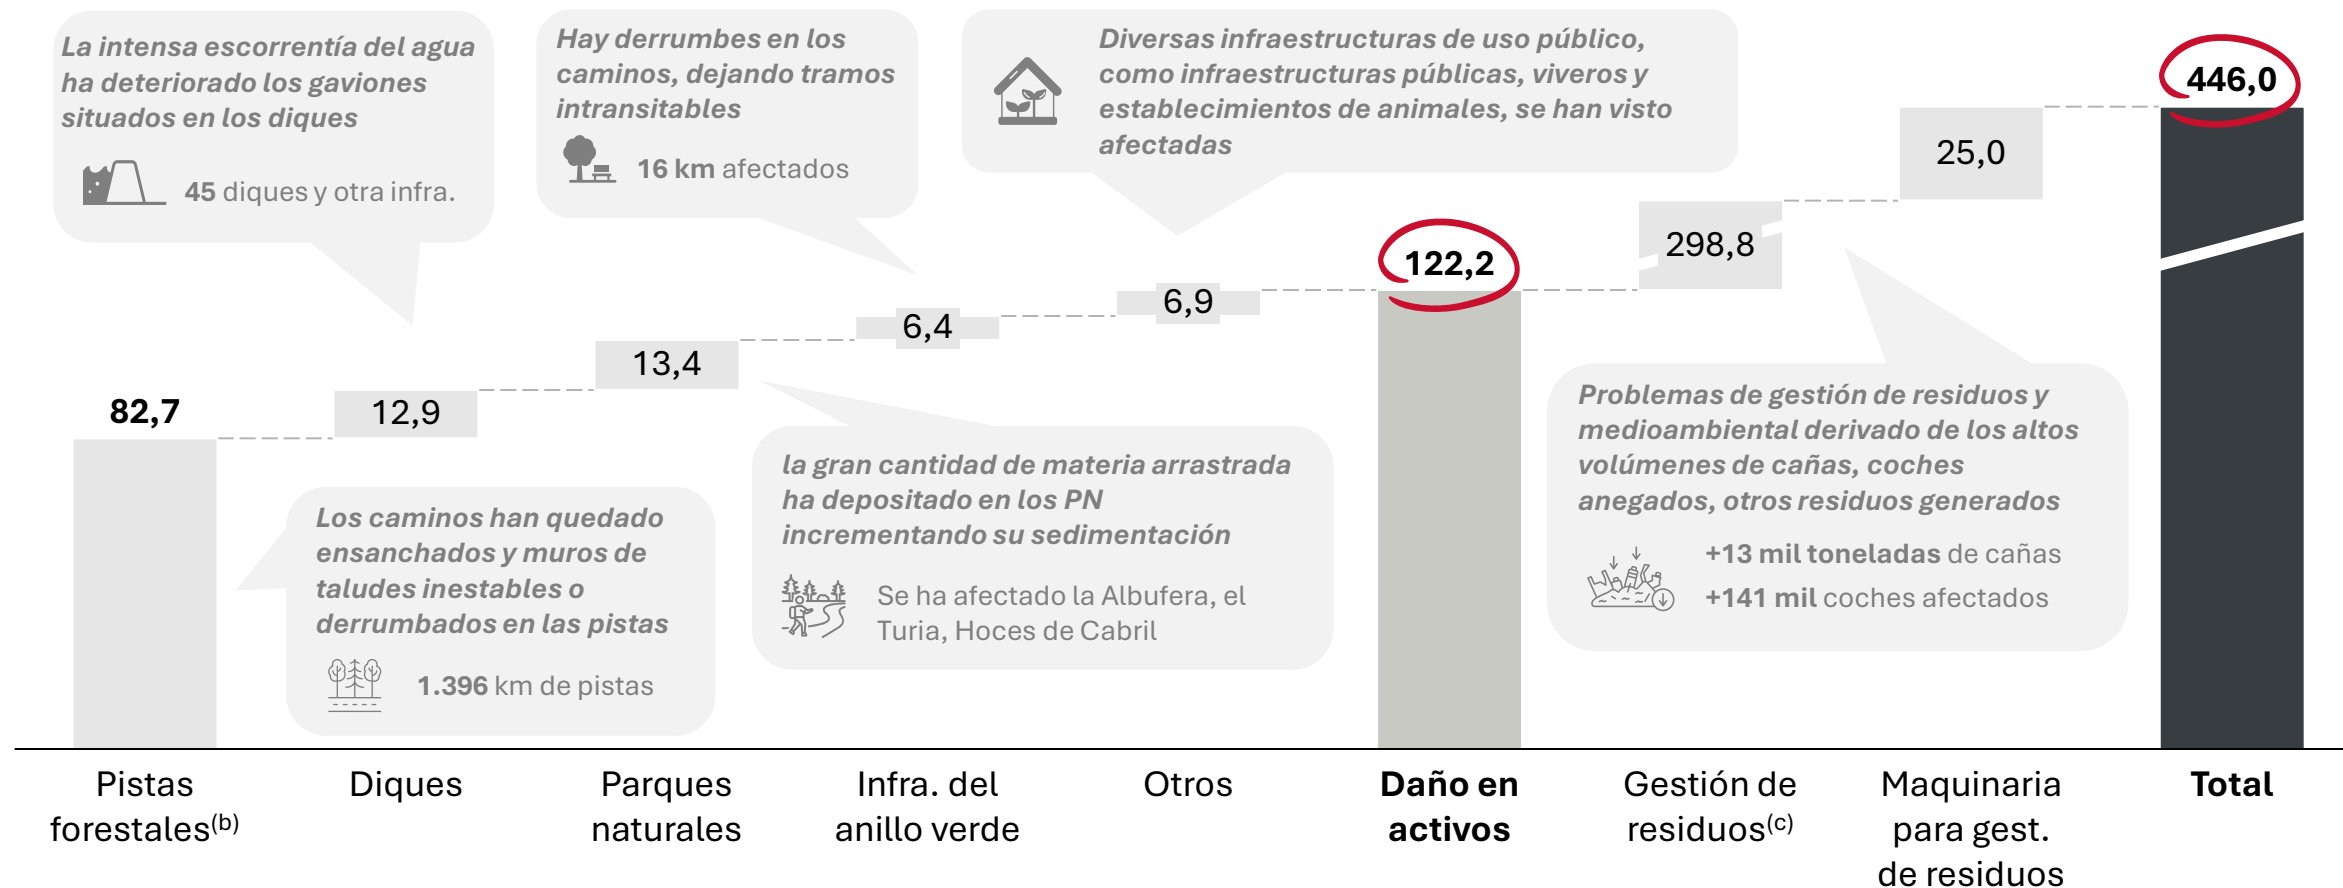 La intensa escorrentía del agua
ha deteriorado los gaviones
situados en los diques
45 diques y otra infra.
Hay derrumbes en los
caminos, dejando tramos
intransitables
16 km afectados
Diversas infraestructuras de uso público,
como infraestructuras públicas, viveros y
establecimientos de animales, se han visto
afectadas
446,0
25,0
298,8
122,2
6,9
6,4
13,4
12,9
82,7
Los caminos han quedado
ensanchados y muros de
taludes inestables o
derrumbados en las pistas
1.396 km de pistas
la gran cantidad de materia arrastrada
ha depositado en los PN
incrementando su sedimentación
Se ha afectado la Albufera, el
Turia, Hoces de Cabril
Problemas de gestión de residuos y
medioambiental derivado de los altos
volúmenes de cañas, coches
anegados, otros residuos generados
+13 mil toneladas de cañas
+141 mil coches afectados
Pistas
forestales(b)
Diques
Parques
naturales
Infra. del
anillo verde
Otros
Daño en
activos
Gestión de
residuos(c)
Maquinaria
para gest.
de residuos
Total